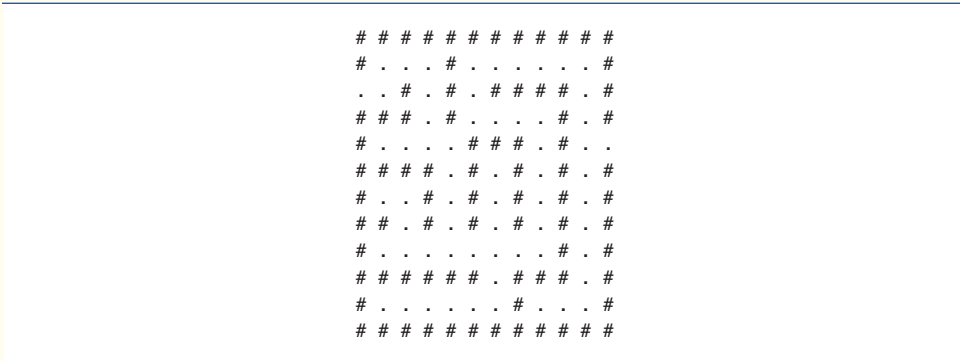 # # # # # # # # # # # #
# . . . # . . . . . . #
. . # . # . # # # # . #
# # # . # . . . . # . #
# . . . . # # # . # . .
# # # # . # . # . # . #
# . . # . # . # . # . #
# # . # . # . # . # . #
# . . . . . . . . # . #
# # # # # # . # # # . #
# . . . . . . # . . . #
# # # # # # # # # # # #